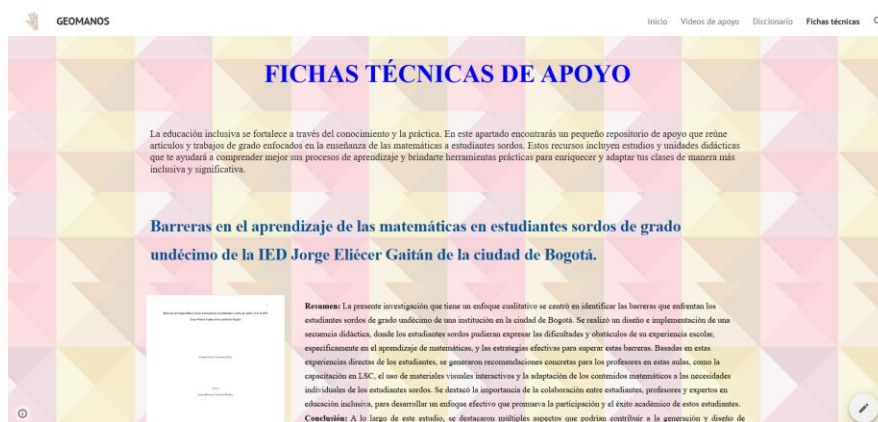 GEOMANOS
Inicio Videos de apoyo Diccionario Fichas técnicas
FICHAS TÉCNICAS DE APOYO
La educación inclusiva se fortalece a través del conocimiento y la práctica. En este apartado encontrarás un pequeño repositorio de apoyo que reúne
artículos y trabajos de grado enfocados en la enseñanza de las matemáticas a estudiantes sordos. Estos recursos incluyen estudios y unidades didácticas
que te ayudará a comprender mejor sus procesos de aprendizaje y brindarte herramientas prácticas para enriquecer y adaptar tus clases de manera más
inclusiva y significativa.
Barreras en el aprendizaje de las matemáticas en estudiantes sordos de grado
undécimo de la IED Jorge Eliécer Gaitán de la ciudad de Bogotá.
Resumen: La presente investigación que tiene un enfoque cualitativo se centró en identificar las barreras que enfrentan los
estudiantes sordos de grado undécimo de una institución en la ciudad de Bogotá. Se realizó un diseño e implementación de una
secuencia didáctica, donde los estudiantes sordos pudieran expresar las dificultades y obstáculos de su experiencia escolar,
específicamente en el aprendizaje de matemáticas, y las estrategias efectivas para superar estas barreras. Basadas en estas
experiencias directas de los estudiantes, se generaron recomendaciones concretas para los profesores en estas aulas, como la
capacitación en LSC, el uso de materiales visuales interactivos y la adaptación de los contenidos matemáticos a las necesidades
individuales de los estudiantes sordos. Se destacó la importancia de la colaboración entre estudiantes, profesores y expertos en
educación inclusiva, para desarrollar un enfoque efectivo que promueva la participación y el éxito académico de estos estudiantes.
Conclusión: A lo largo de este estudio, se destacaron múltiples aspectos que podrían contribuir a la generación y diseño de